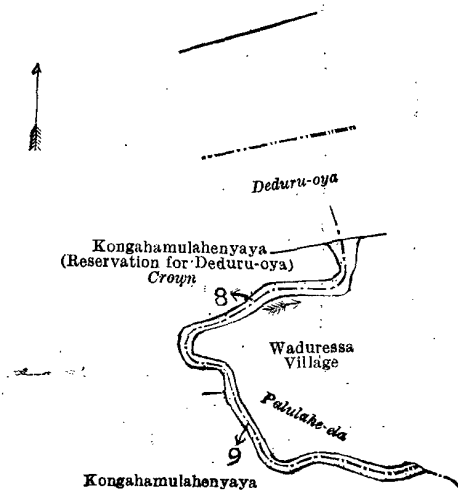 Deduru-oya
Kongahamulahenyaya
(Reservation for Deduru-oya)
Crown
8
Waduressa
Village
Palulahe-ela
9
Kongahamulahenyaya